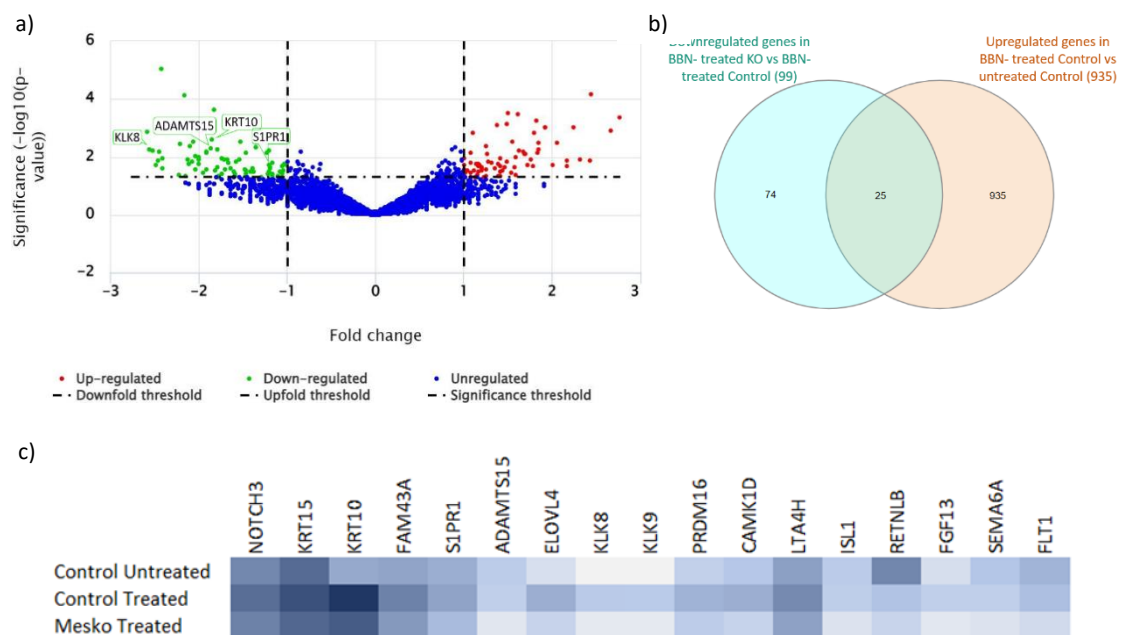 a)
6
4
2
0
−2
−3
−2
−1
0
1
2
3
Significance (−log10(p−
value))
Fold change
KLK8
ADAMTS15
KRT10
S1PR1
Up−regulated
Down−regulated
Unregulated
Downfold threshold
Upfold threshold
Significance threshold
b)
Downregulated genes in
BBN- treated KO vs BBN-
treated Control (99)
Upregulated genes in
BBN- treated Control vs
untreated Control (935)
74
25
935
c)
NOTCH3
KRT15
KRT10
FAM43A
S1PR1
ADAMTS15
ELOVL4
KLK8
KLK9
PRDM16
CAMK1D
LTA4H
ISL1
RETNLB
FGF13
SEMA6A
FLT1
Control Untreated
Control Treated
Mesko Treated